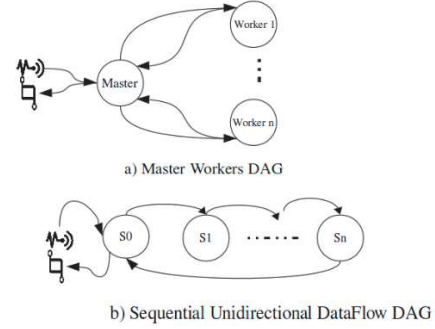 Worker 1
Master
Worker n
a) Master Workers DAG
S0
S1
Sn
b) Sequential Unidirectional DataFlow DAG